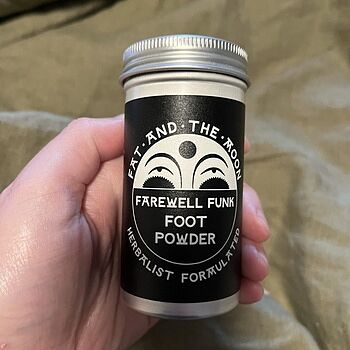 FAT · AND · THE · MOON
FAREWELL FUNK
FOOT
POWDER
HERBALIST FORMULATED